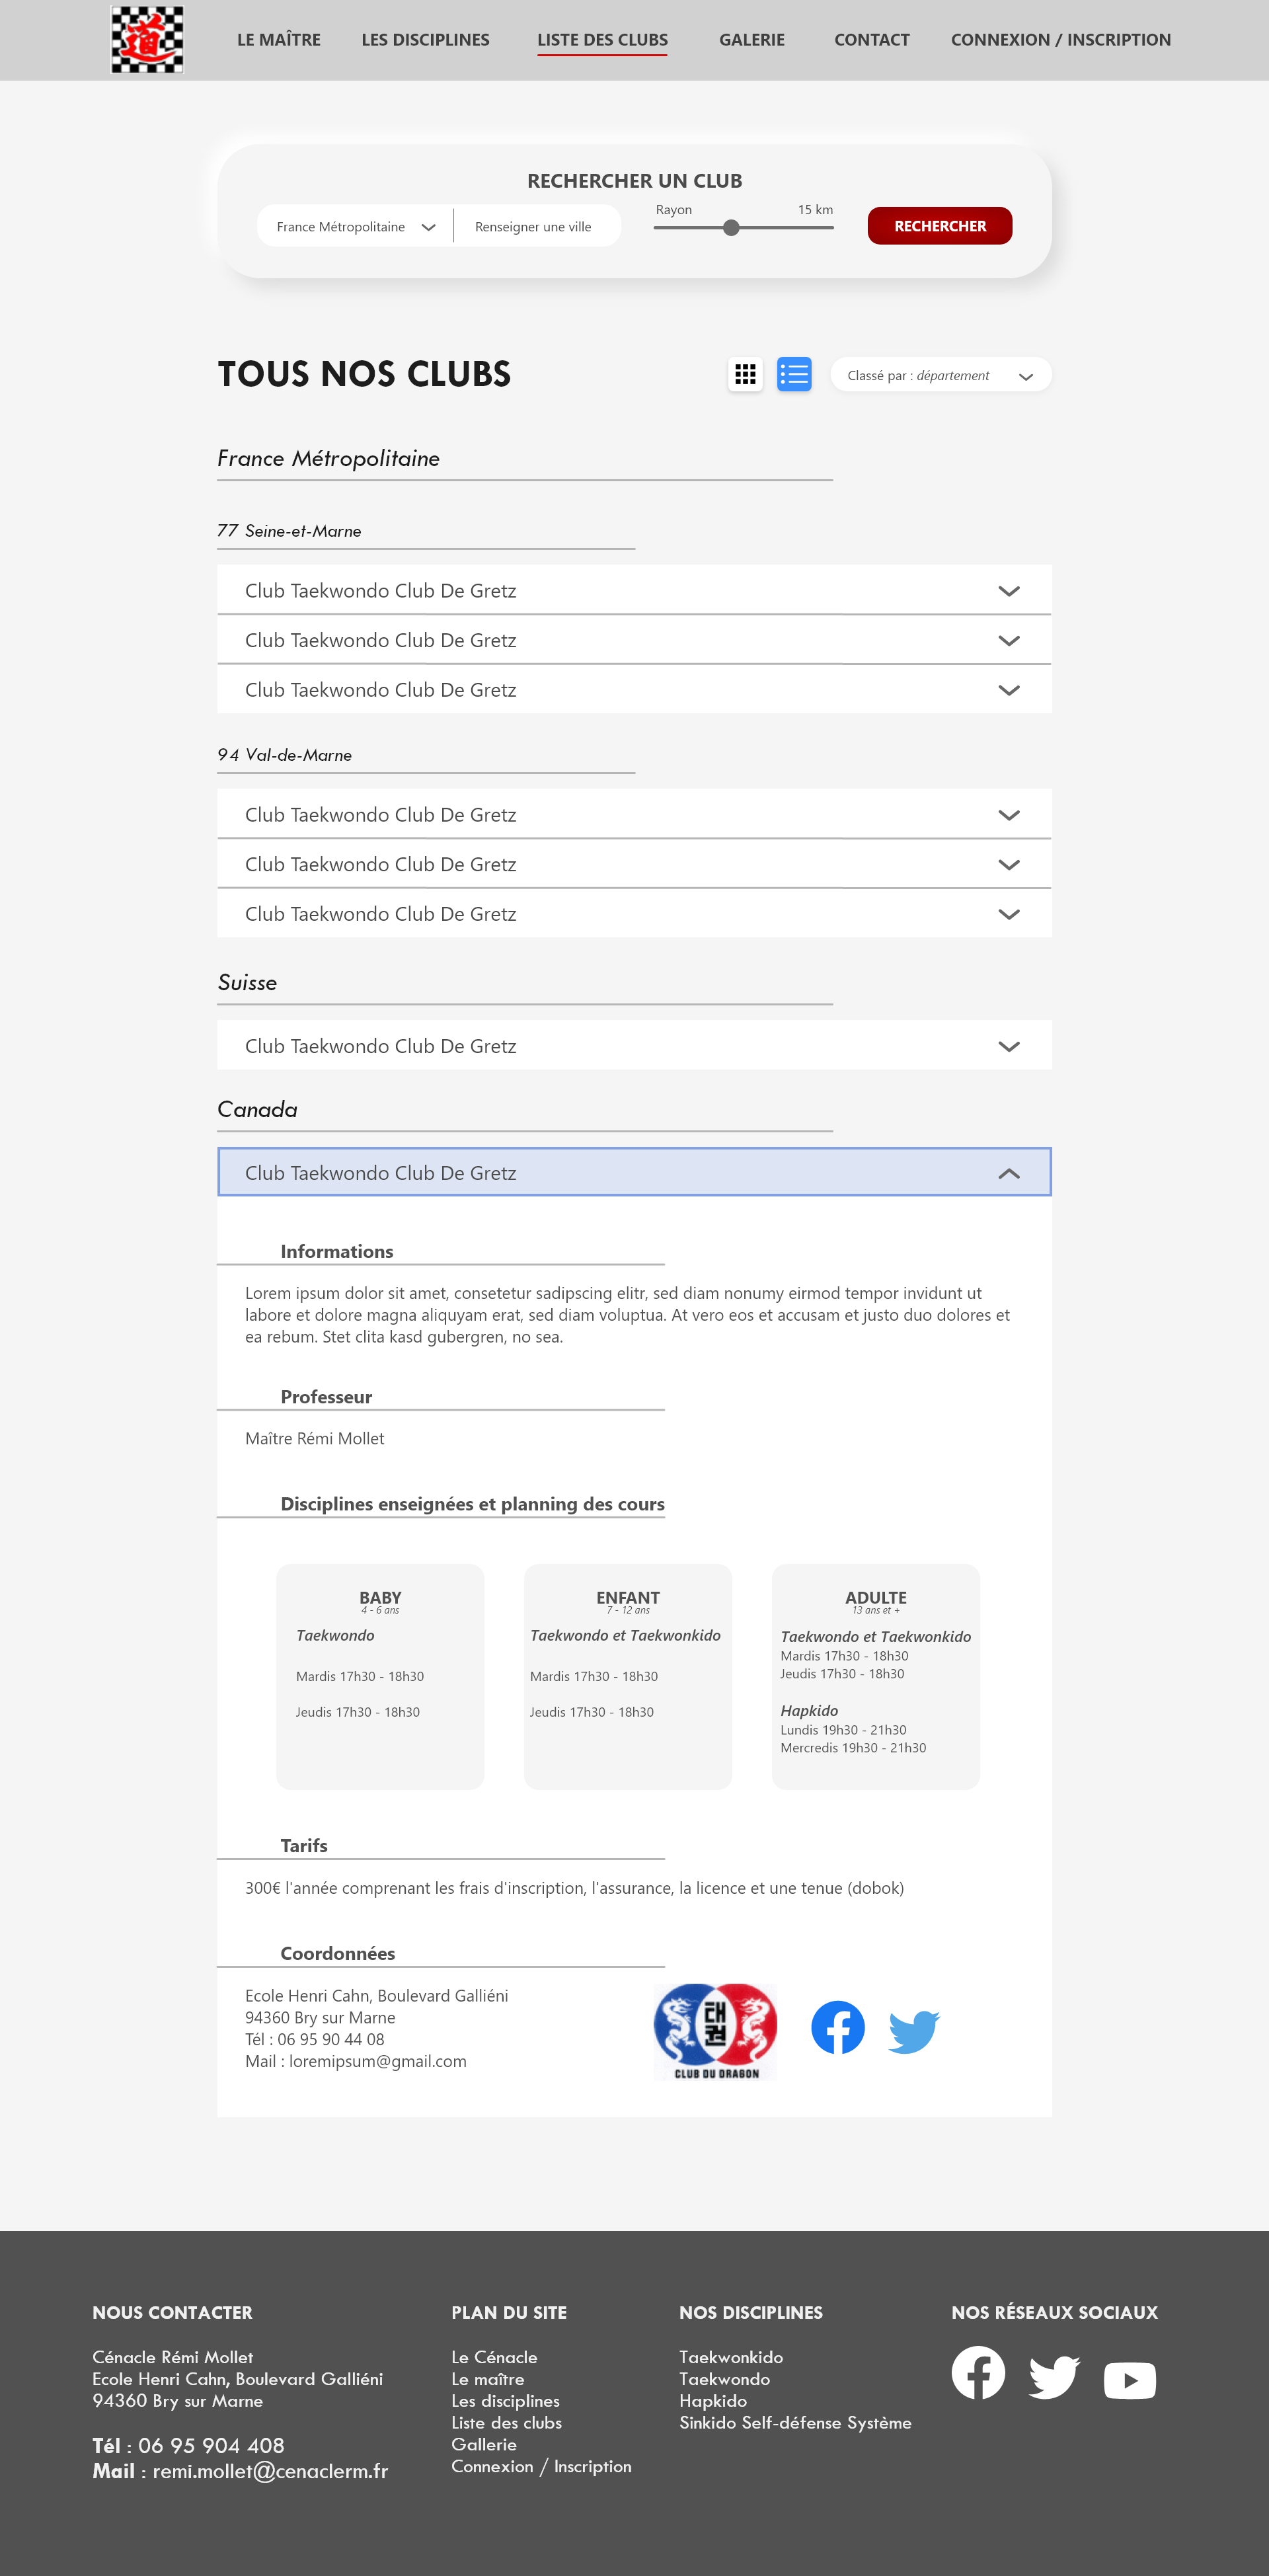 LE MAÎTRE
LES DISCIPLINES
LISTE DES CLUBS
GALERIE
CONTACT
CONNEXION / INSCRIPTION
RECHERCHER UN CLUB
France Métropolitaine
Renseigner une ville
Rayon
15 km
RECHERCHER
TOUS NOS CLUBS
Classé par : département
France Métropolitaine
77 Seine-et-Marne
Club Taekwondo Club De Gretz
Club Taekwondo Club De Gretz
Club Taekwondo Club De Gretz
94 Val-de-Marne
Club Taekwondo Club De Gretz
Club Taekwondo Club De Gretz
Club Taekwondo Club De Gretz
Suisse
Club Taekwondo Club De Gretz
Canada
Club Taekwondo Club De Gretz
Informations
Lorem ipsum dolor sit amet, consetetur sadipscing elitr, sed diam nonumy eirmod tempor invidunt ut
labore et dolore magna aliquyam erat, sed diam voluptua. At vero eos et accusam et justo duo dolores et
ea rebum. Stet clita kasd gubergren, no sea.
Professeur
Maître Rémi Mollet
Disciplines enseignées et planning des cours
BABY
4 - 6 ans
Taekwondo
Mardis 17h30 - 18h30
Jeudis 17h30 - 18h30
ENFANT
7 - 12 ans
Taekwondo et Taekwonkido
Mardis 17h30 - 18h30
Jeudis 17h30 - 18h30
ADULTE
13 ans et +
Taekwondo et Taekwonkido
Mardis 17h30 - 18h30
Jeudis 17h30 - 18h30
Hapkido
Lundis 19h30 - 21h30
Mercredis 19h30 - 21h30
Tarifs
300€ l'année comprenant les frais d'inscription, l'assurance, la licence et une tenue (dobok)
Coordonnées
Ecole Henri Cahn, Boulevard Galliéni
94360 Bry sur Marne
Tél : 06 95 90 44 08
Mail : loremipsum@gmail.com
태권
CLUB DU DRAGON
NOUS CONTACTER
Cénacle Rémi Mollet
Ecole Henri Cahn, Boulevard Galliéni
94360 Bry sur Marne
Tél : 06 95 904 408
Mail : remi.mollet@cenaclerm.fr
PLAN DU SITE
Le Cénacle
Le maître
Les disciplines
Liste des clubs
Gallerie
Connexion / Inscription
NOS DISCIPLINES
Taekwonkido
Taekwondo
Hapkido
Sinkido Self-défense Système
NOS RÉSEAUX SOCIAUX